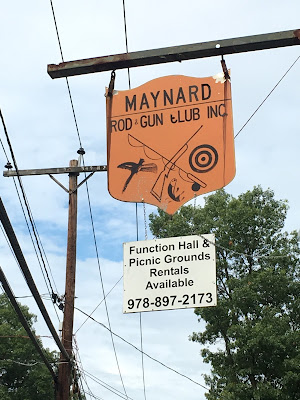 MAYNARD
ROD & GUN CLUB INC
Function Hall &
Picnic Grounds
Rentals
Available
978-897-2173